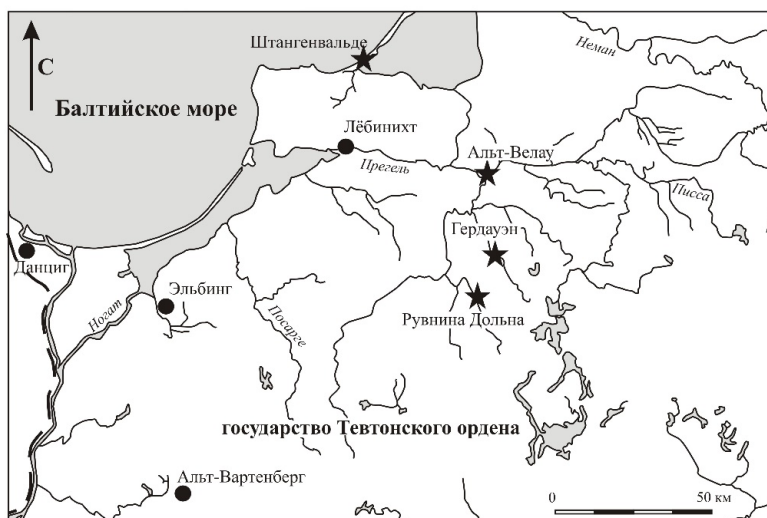 Штангенвальде
Неман
С
Балтийское море
Лёбинихт
Альт-Велау
Прегель
Писса
Гердауэн
Данциг
Эльбинг
Ногат
Посарге
Рувнина Дольна
государство Тевтонского ордена
Альт-Вартенберг
0 50 км